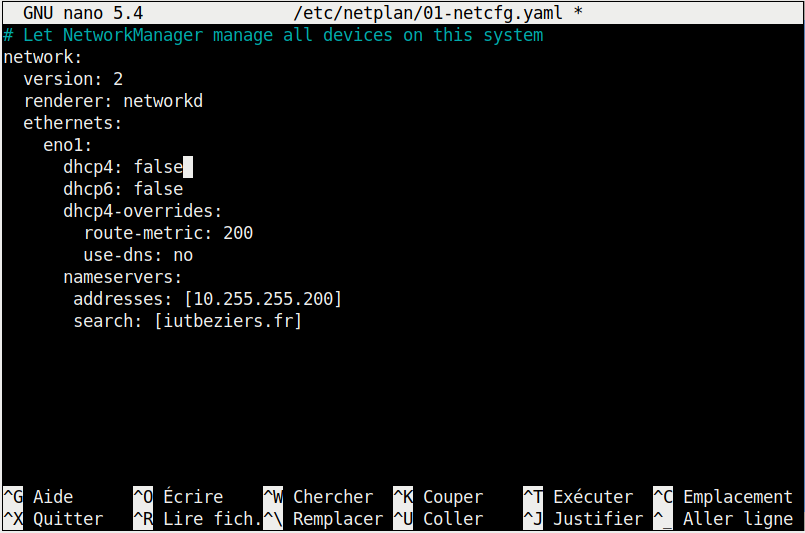 GNU nano 5.4 /etc/netplan/01-netcfg.yaml *
# Let NetworkManager manage all devices on this system
network:
  version: 2
  renderer: networkd
  ethernets:
    eno1:
      dhcp4: false
      dhcp6: false
      dhcp4-overrides:
        route-metric: 200
        use-dns: no
      nameservers:
       addresses: [10.255.255.200]
       search: [iutbeziers.fr]
^G Aide ^O Écrire ^W Chercher ^K Couper ^T Exécuter ^C Emplacement
^X Quitter ^R Lire fich. ^\ Remplacer ^U Coller ^J Justifier ^_ Aller ligne